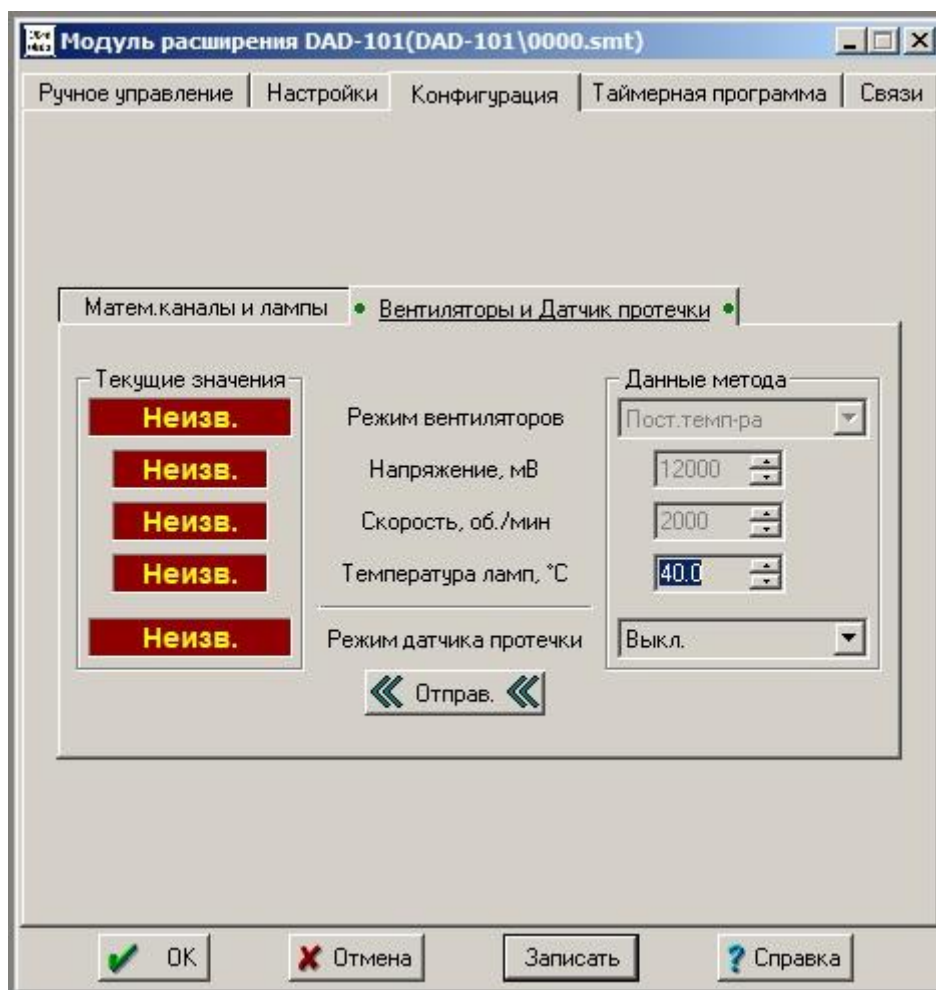 Модуль расширения DAD-101(DAD-101\0000.smt)
Ручное управление Настройки Конфигурация Таймерная программа Связи
Матем.каналы и лампы Вентиляторы и Датчик протечки
Текущие значения Данные метода
Неизв. Режим вентиляторов Пост.темп-ра
Неизв. Напряжение, мВ 12000
Неизв. Скорость, об./мин 2000
Неизв. Температура ламп, °C 40.0
Неизв. Режим датчика протечки Выкл.
Отправ.
OK Отмена Записать ? Справка